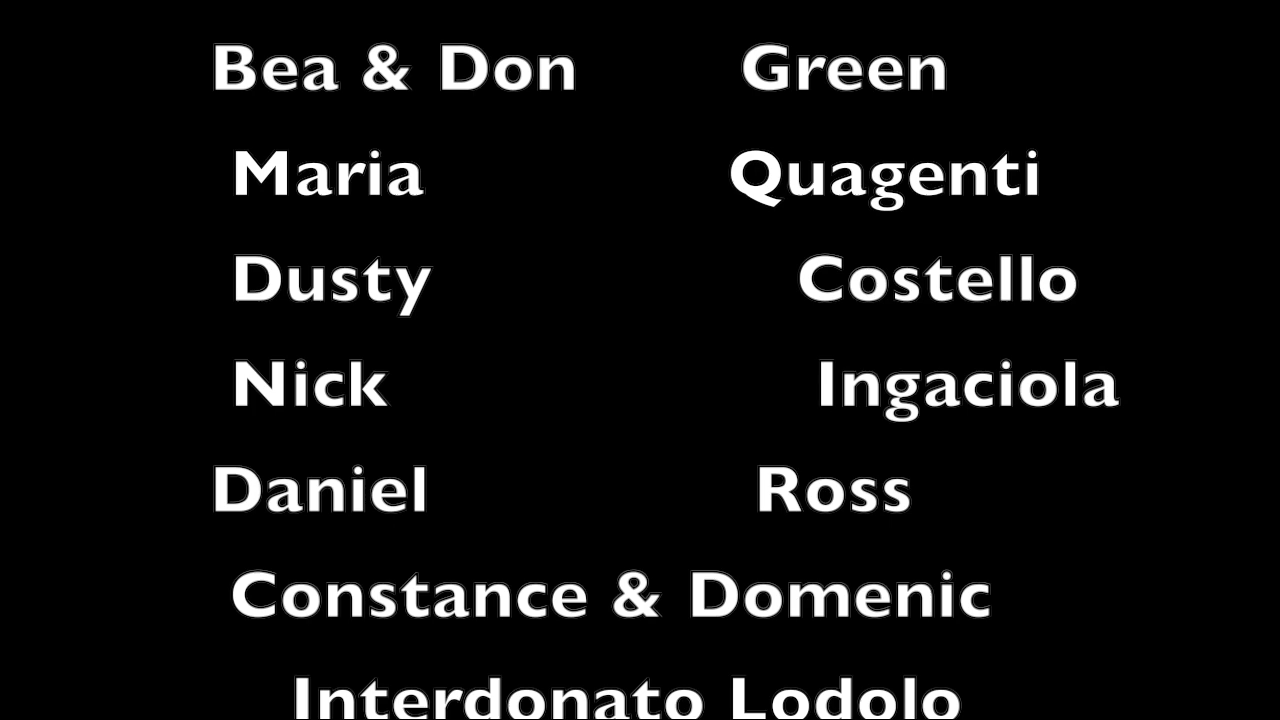 Bea & Don Green
Maria Quagenti
Dusty Costello
Nick Ingaciola
Daniel Ross
Constance & Domenic
Interdonato Lodolo